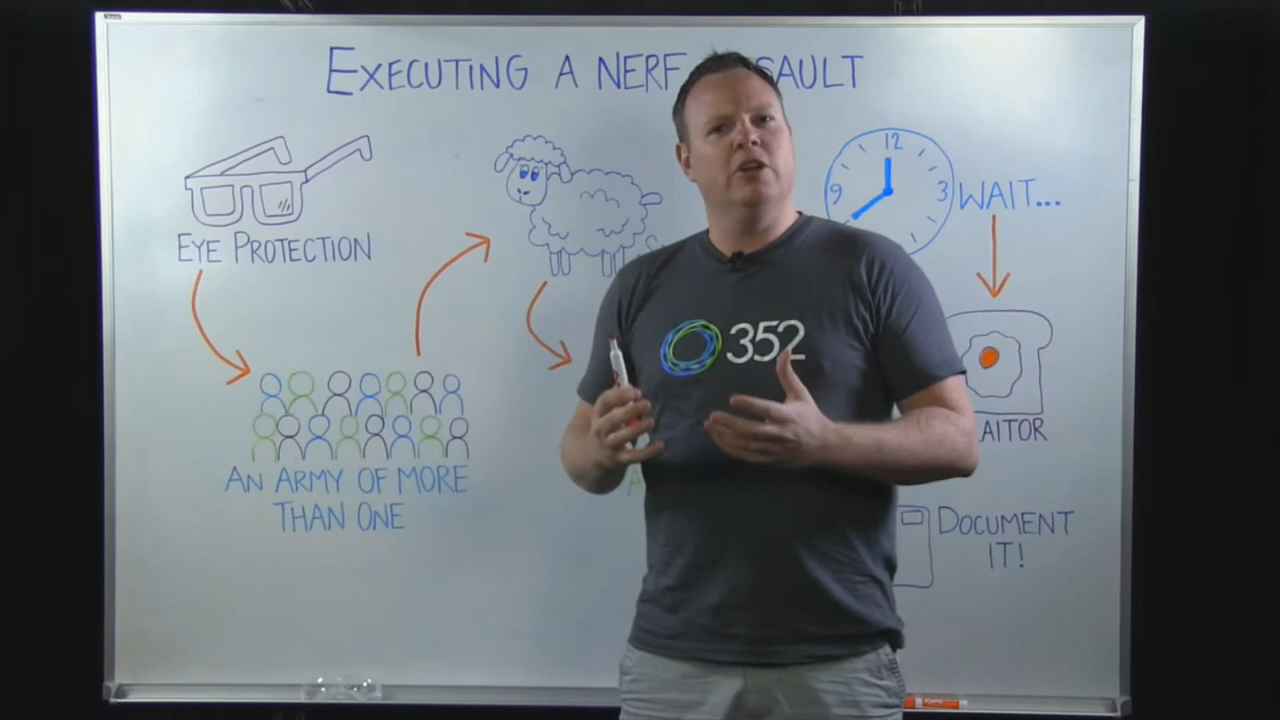 EXECUTING A NERF SAULT
12
9
3
WAIT...
EYE PROTECTION
352
AITOR
AN ARMY OF MORE
THAN ONE
A
DOCUMENT
IT!